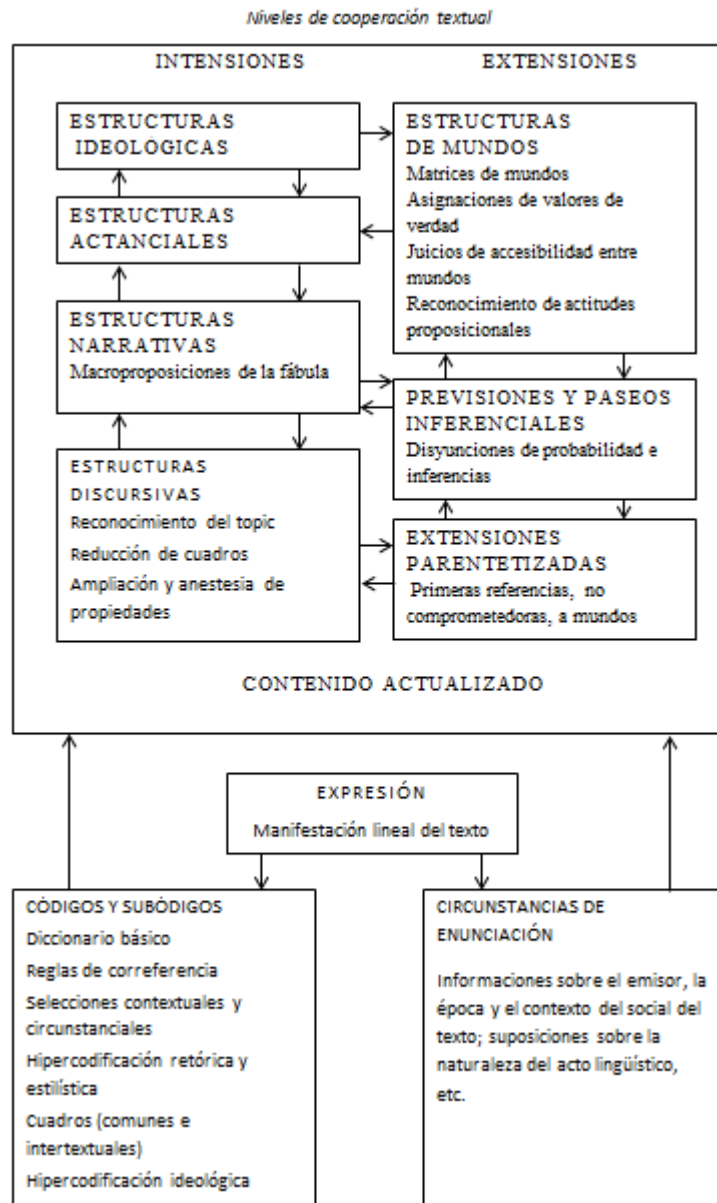 Niveles de cooperación textual
INTENSIONES
EXTENSIONES
ESTRUCTURAS
IDEOLÓGICAS
ESTRUCTURAS
ACTANCIALES
ESTRUCTURAS
NARRATIVAS
Macroproposiciones de la fábula
ESTRUCTURAS
DISCURSIVAS
Reconocimiento del topic
Reducción de cuadros
Ampliación y anestesia de
propiedades
ESTRUCTURAS
DE MUNDOS
Matrices de mundos
Asignaciones de valores de
verdad
Juicios de accesibilidad entre
mundos
Reconocimiento de actitudes
proposicionales
PREVISIONES Y PASEOS
INFERENCIALES
Disyunciones de probabilidad e
inferencias
EXTENSIONES
PARENTETIZADAS
Primeras referencias, no
comprometedoras, a mundos
CONTENIDO ACTUALIZADO
EXPRESIÓN
Manifestación lineal del texto
CÓDIGOS Y SUBÓDIGOS
Diccionario básico
Reglas de correferencia
Selecciones contextuales y
circunstanciales
Hipercodificación retórica y
estilística
Cuadros (comunes e
intertextuales)
Hipercodificación ideológica
CIRCUNSTANCIAS DE
ENUNCIACIÓN
Informaciones sobre el emisor, la
época y el contexto del social del
texto; suposiciones sobre la
naturaleza del acto lingüístico,
etc.